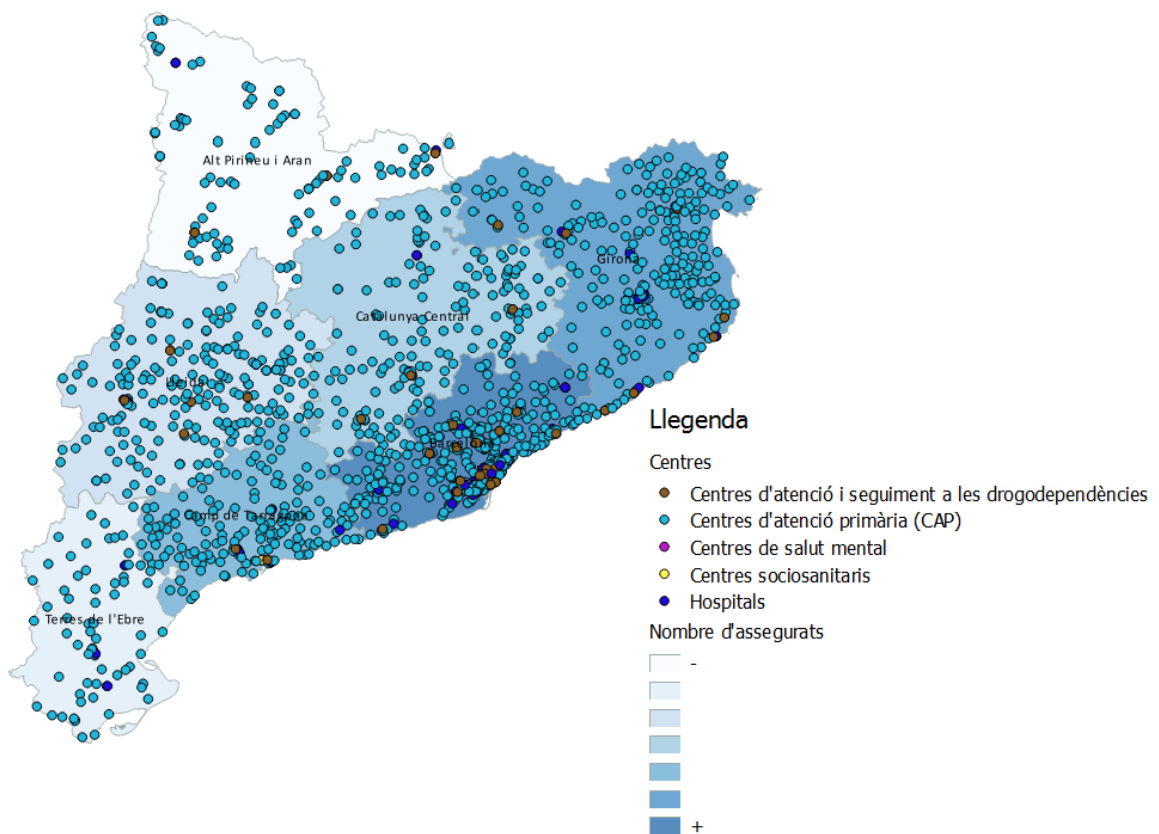 Alt Pirineu i Aran
Girona
Catalunya Central
Lleida
Barcelona
Camp de Tarragona
Terres de l'Ebre
Llegenda
Centres
Centres d'atenció i seguiment a les drogodependències
Centres d'atenció primària (CAP)
Centres de salut mental
Centres sociosanitaris
Hospitals
Nombre d'assegurats
-
+